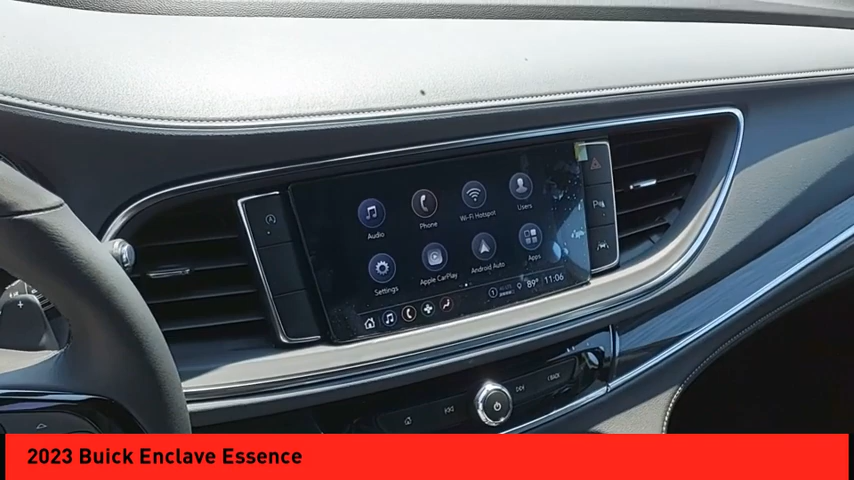 Audio Phone Wi-Fi Hotspot Users
Settings Apple CarPlay Android Auto Apps
89° 11:06
BACK
2023 Buick Enclave Essence